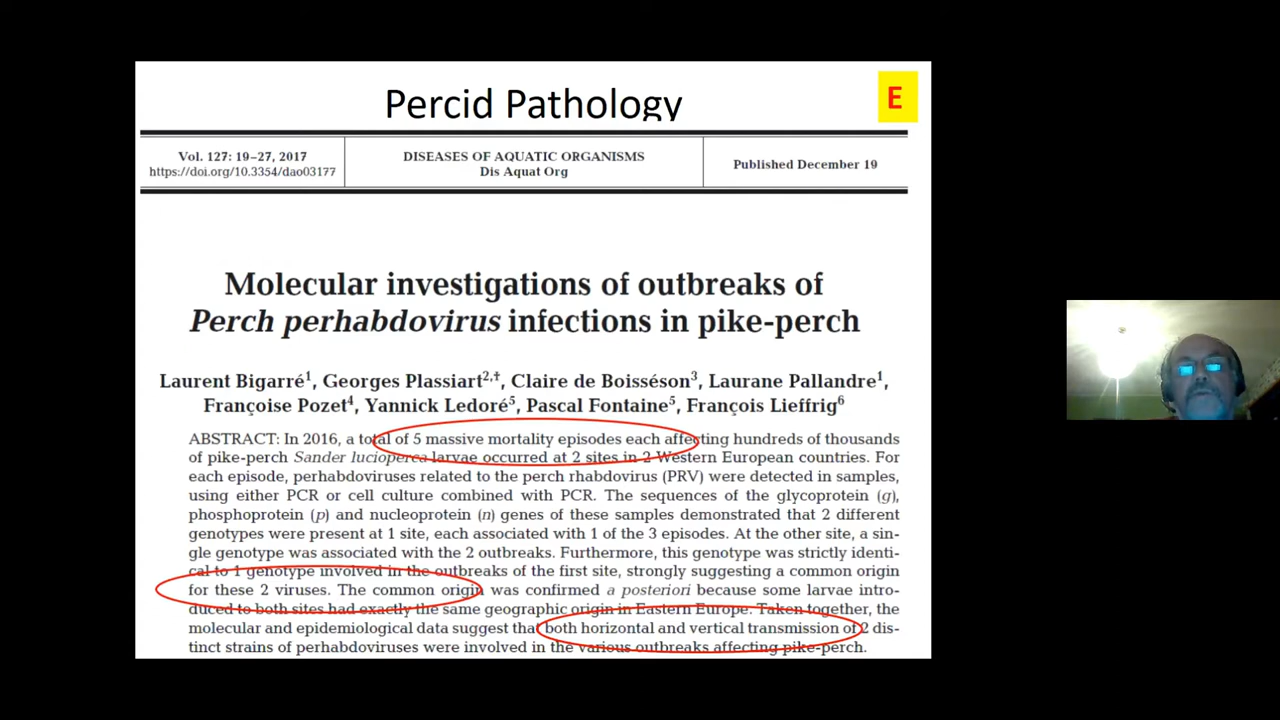 Percid Pathology
E
Vol. 127: 19–27, 2017
https://doi.org/10.3354/dao03177
DISEASES OF AQUATIC ORGANISMS
Dis Aquat Org
Published December 19
Molecular investigations of outbreaks of
Perch perhabdovirus infections in pike-perch
Laurent Bigarré1, Georges Plassiart2,†, Claire de Boisséson3, Laurane Pallandre1,
Françoise Pozet4, Yannick Ledoré5, Pascal Fontaine5, François Lieffrig6
ABSTRACT: In 2016, a total of 5 massive mortality episodes each affecting hundreds of thousands
of pike-perch Sander lucioperca larvae occurred at 2 sites in 2 Western European countries. For
each episode, perhabdoviruses related to the perch rhabdovirus (PRV) were detected in samples,
using either PCR or cell culture combined with PCR. The sequences of the glycoprotein (g),
phosphoprotein (p) and nucleoprotein (n) genes of these samples demonstrated that 2 different
genotypes were present at 1 site, each associated with 1 of the 3 episodes. At the other site, a sin-
gle genotype was associated with the 2 outbreaks. Furthermore, this genotype was strictly identi-
cal to 1 genotype involved in the outbreaks of the first site, strongly suggesting a common origin
for these 2 viruses. The common origin was confirmed a posteriori because some larvae intro-
duced to both sites had exactly the same geographic origin in Eastern Europe. Taken together, the
molecular and epidemiological data suggest that both horizontal and vertical transmission of 2 dis-
tinct strains of perhabdoviruses were involved in the various outbreaks affecting pike-perch.